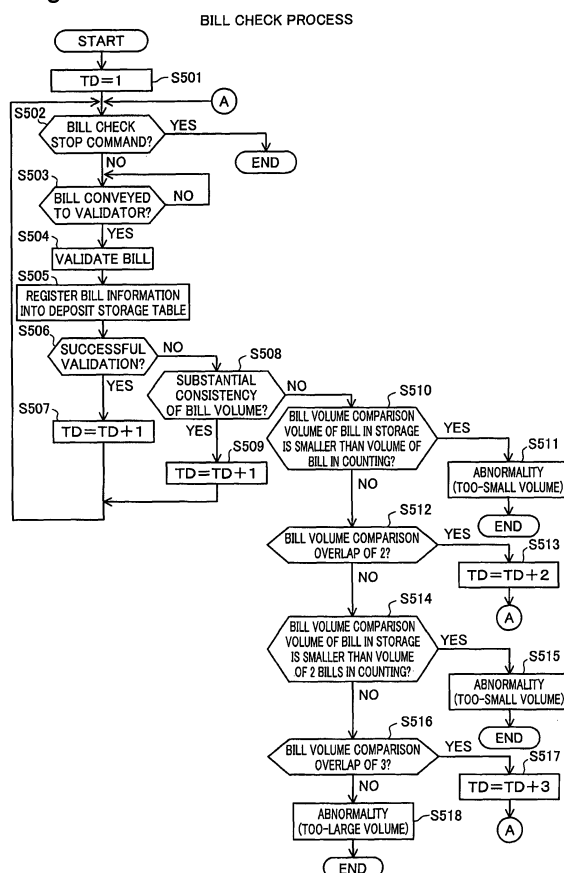 BILL CHECK PROCESS
START
TD=1
S501
A
S502
BILL CHECK
STOP COMMAND?
YES
END
NO
S503
BILL CONVEYED
TO VALIDATOR?
NO
YES
S504
VALIDATE BILL
S505
REGISTER BILL INFORMATION
INTO DEPOSIT STORAGE TABLE
S506
SUCCESSFUL
VALIDATION?
NO
YES
S507
TD=TD+1
S508
SUBSTANTIAL
CONSISTENCY
OF BILL VOLUME?
NO
YES
S509
TD=TD+1
S510
BILL VOLUME COMPARISON
VOLUME OF BILL IN STORAGE
IS SMALLER THAN VOLUME OF
BILL IN COUNTING?
YES
NO
S511
ABNORMALITY
(TOO-SMALL VOLUME)
END
S512
BILL VOLUME COMPARISON
OVERLAP OF 2?
YES
NO
S513
TD=TD+2
A
S514
BILL VOLUME COMPARISON
VOLUME OF BILL IN STORAGE
IS SMALLER THAN VOLUME
OF 2 BILLS IN COUNTING?
YES
NO
S515
ABNORMALITY
(TOO-SMALL VOLUME)
END
S516
BILL VOLUME COMPARISON
OVERLAP OF 3?
YES
NO
S517
TD=TD+3
A
ABNORMALITY
(TOO-LARGE VOLUME)
S518
END